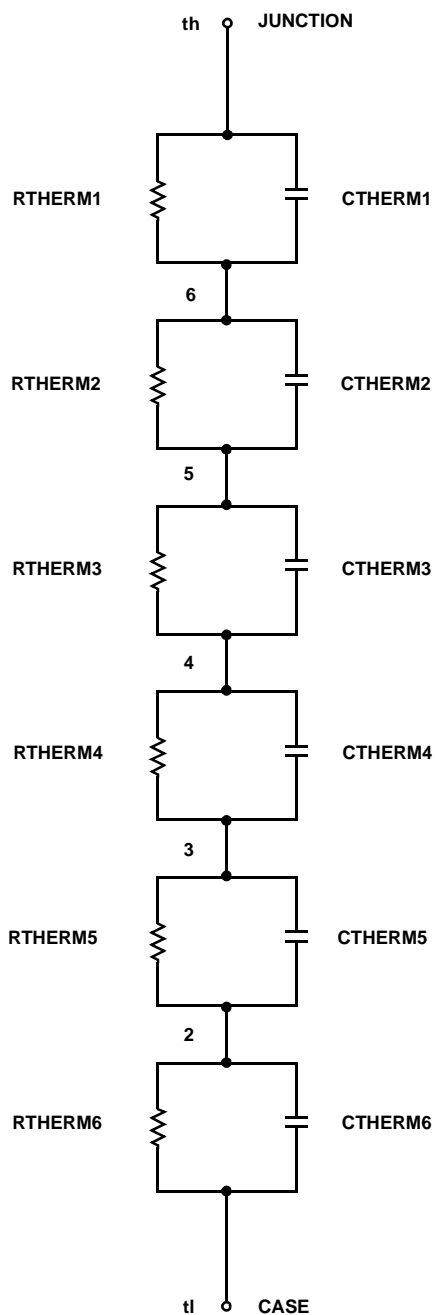 th JUNCTION
RTHERM1 CTHERM1
6
RTHERM2 CTHERM2
5
RTHERM3 CTHERM3
4
RTHERM4 CTHERM4
3
RTHERM5 CTHERM5
2
RTHERM6 CTHERM6
tl CASE